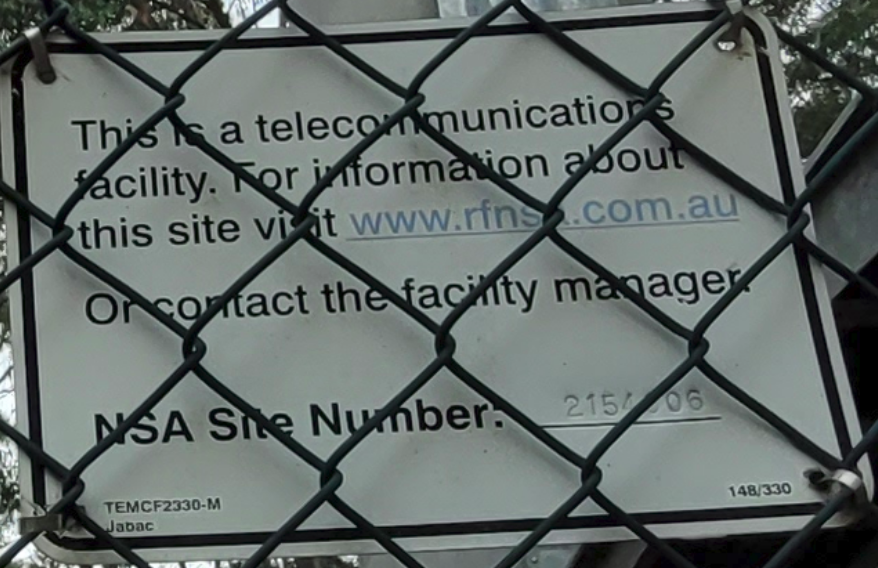 This is a telecommunications
facility. For information about
this site visit www.rfnsa.com.au
Or contact the facility manager.
NSA Site Number:
TEMCF2330-M
Jabac
148/330